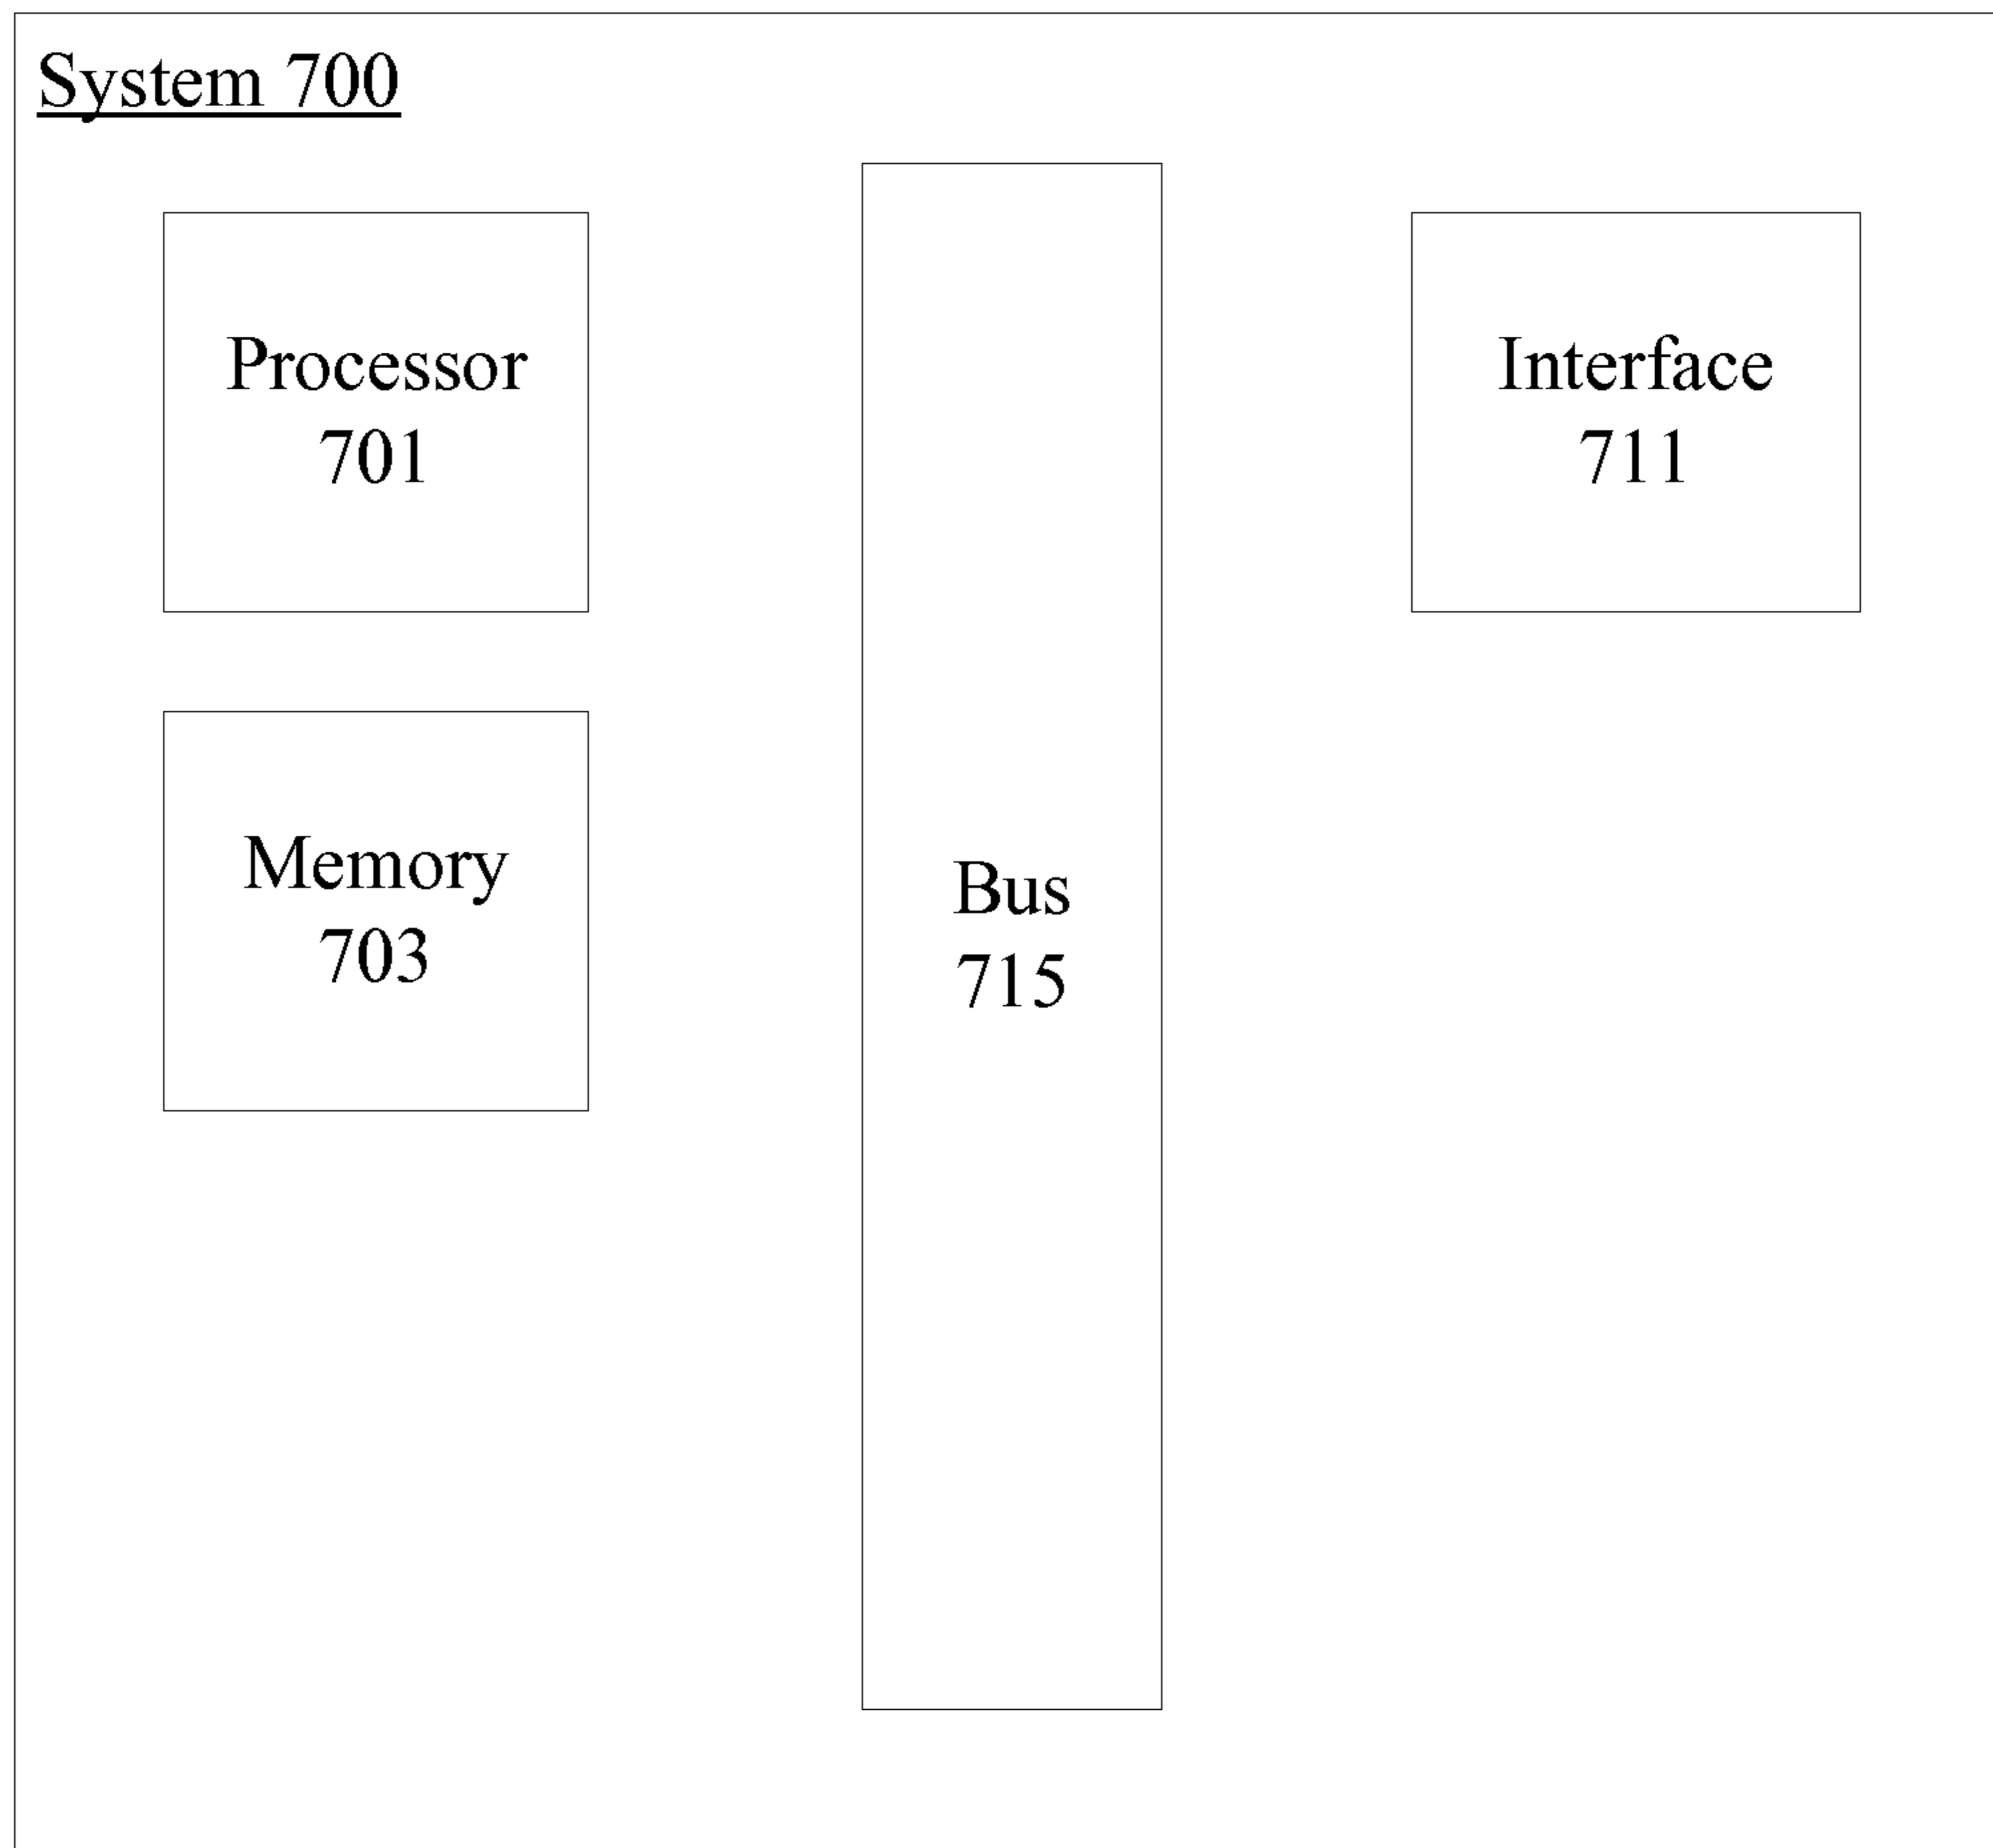 System 700
Processor
701
Interface
711
Memory
703
Bus
715